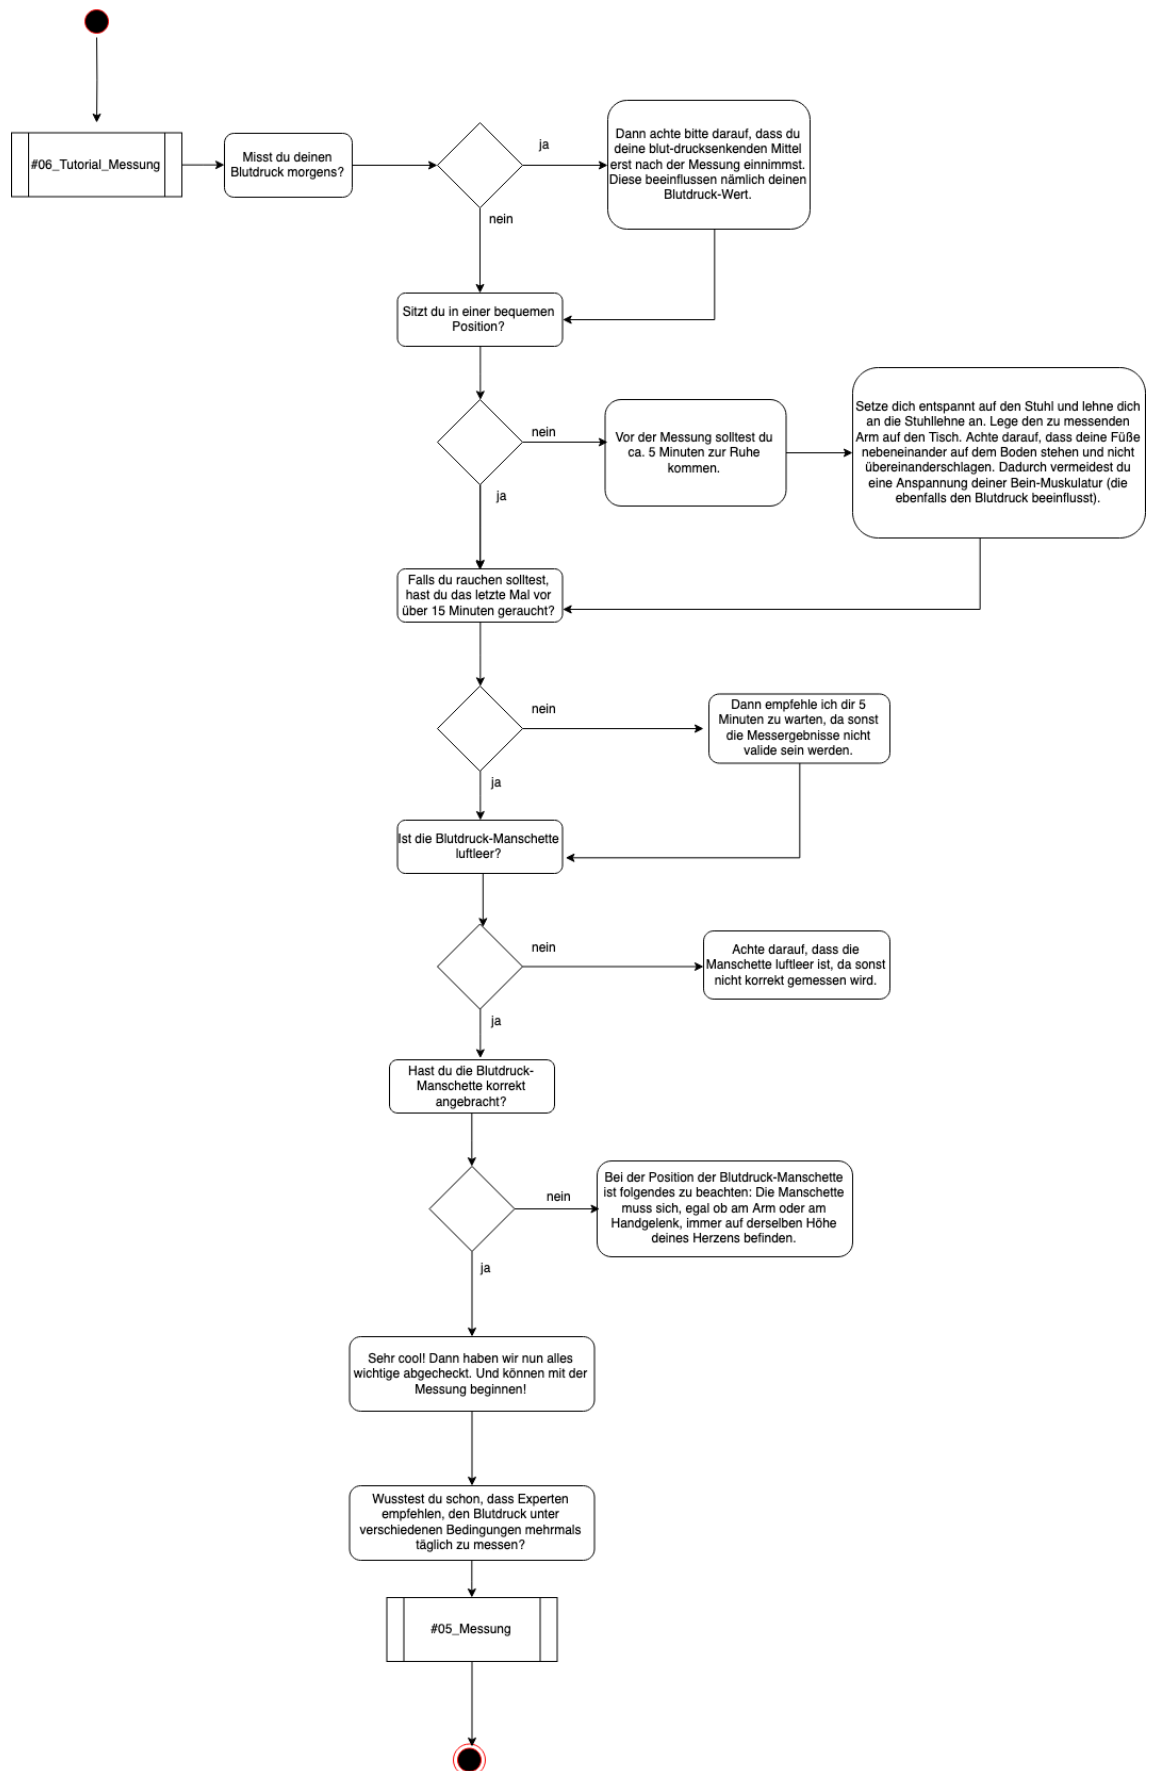 #06_Tutorial_Messung
Misst du deinen
Blutdruck morgens?
ja
Dann achte bitte darauf, dass du
deine blut-drucksenkenden Mittel
erst nach der Messung einnimmst.
Diese beeinflussen nämlich deinen
Blutdruck-Wert.
nein
Sitzt du in einer bequemen
Position?
nein
Vor der Messung solltest du
ca. 5 Minuten zur Ruhe
kommen.
Setze dich entspannt auf den Stuhl und lehne dich
an die Stuhllehne an. Lege den zu messenden
Arm auf den Tisch. Achte darauf, dass deine Füße
nebeneinander auf dem Boden stehen und nicht
übereinanderschlagen. Dadurch vermeidest du
eine Anspannung deiner Bein-Muskulatur (die
ebenfalls den Blutdruck beeinflusst).
ja
Falls du rauchen solltest,
hast du das letzte Mal vor
über 15 Minuten geraucht?
nein
Dann empfehle ich dir 5
Minuten zu warten, da sonst
die Messergebnisse nicht
valide sein werden.
ja
Ist die Blutdruck-Manschette
luftleer?
nein
Achte darauf, dass die
Manschette luftleer ist, da sonst
nicht korrekt gemessen wird.
ja
Hast du die Blutdruck-
Manschette korrekt
angebracht?
nein
Bei der Position der Blutdruck-Manschette
ist folgendes zu beachten: Die Manschette
muss sich, egal ob am Arm oder am
Handgelenk, immer auf derselben Höhe
deines Herzens befinden.
ja
Sehr cool! Dann haben wir nun alles
wichtige abgecheckt. Und können mit der
Messung beginnen!
Wusstest du schon, dass Experten
empfehlen, den Blutdruck unter
verschiedenen Bedingungen mehrmals
täglich zu messen?
#05_Messung